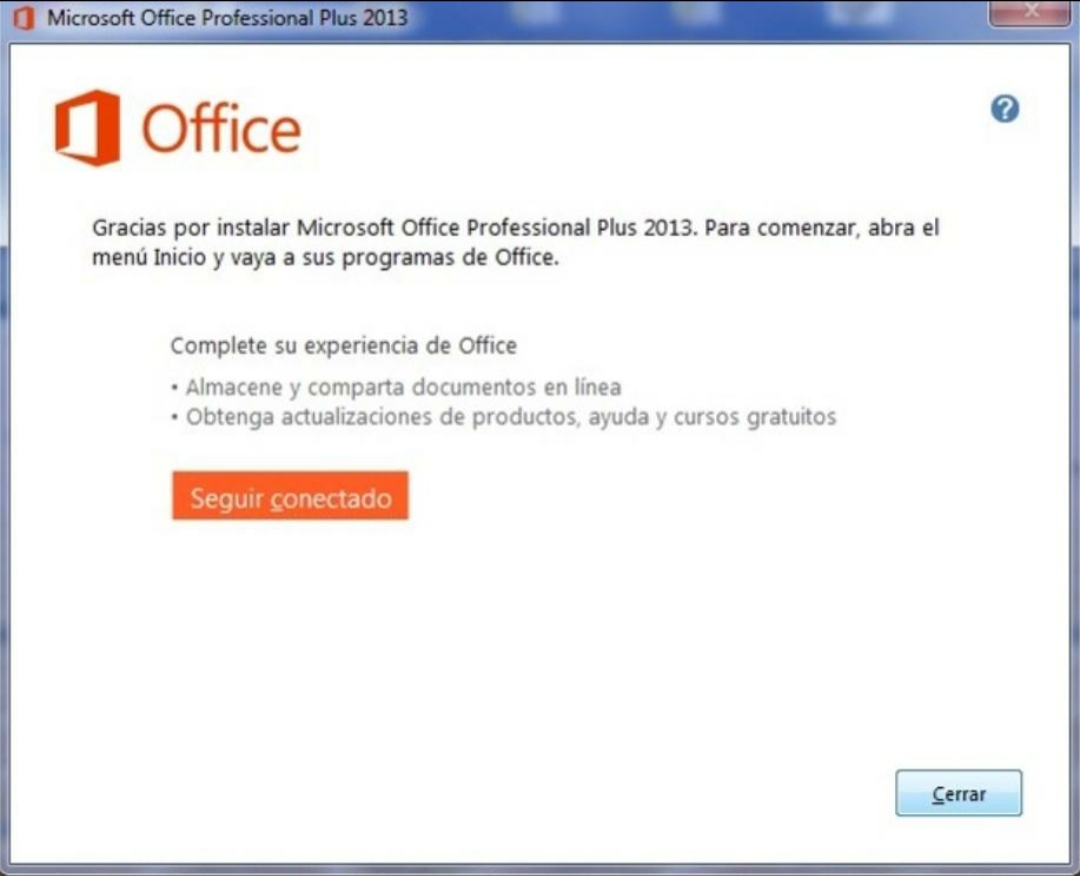 Microsoft Office Professional Plus 2013
Office
Gracias por instalar Microsoft Office Professional Plus 2013. Para comenzar, abra el
menú Inicio y vaya a sus programas de Office.
Complete su experiencia de Office
• Almacene y comparta documentos en línea
• Obtenga actualizaciones de productos, ayuda y cursos gratuitos
Seguir conectado
Cerrar